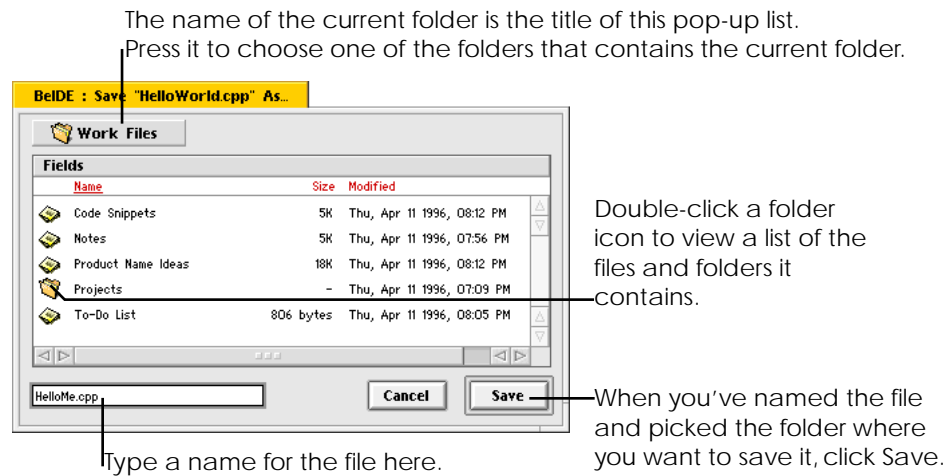 The name of the current folder is the title of this pop-up list.
Press it to choose one of the folders that contains the current folder.
BeIDE : Save "HelloWorld.cpp" As...
Work Files
Fields
Name Size Modified
Code Snippets 5K Thu, Apr 11 1996, 08:12 PM
Notes 5K Thu, Apr 11 1996, 07:56 PM
Product Name Ideas 18K Thu, Apr 11 1996, 08:12 PM
Projects – Thu, Apr 11 1996, 07:09 PM
To-Do List 806 bytes Thu, Apr 11 1996, 08:05 PM
Double-click a folder
icon to view a list of the
files and folders it
contains.
HelloMe.cpp Cancel Save
When you've named the file
and picked the folder where
you want to save it, click Save.
Type a name for the file here.